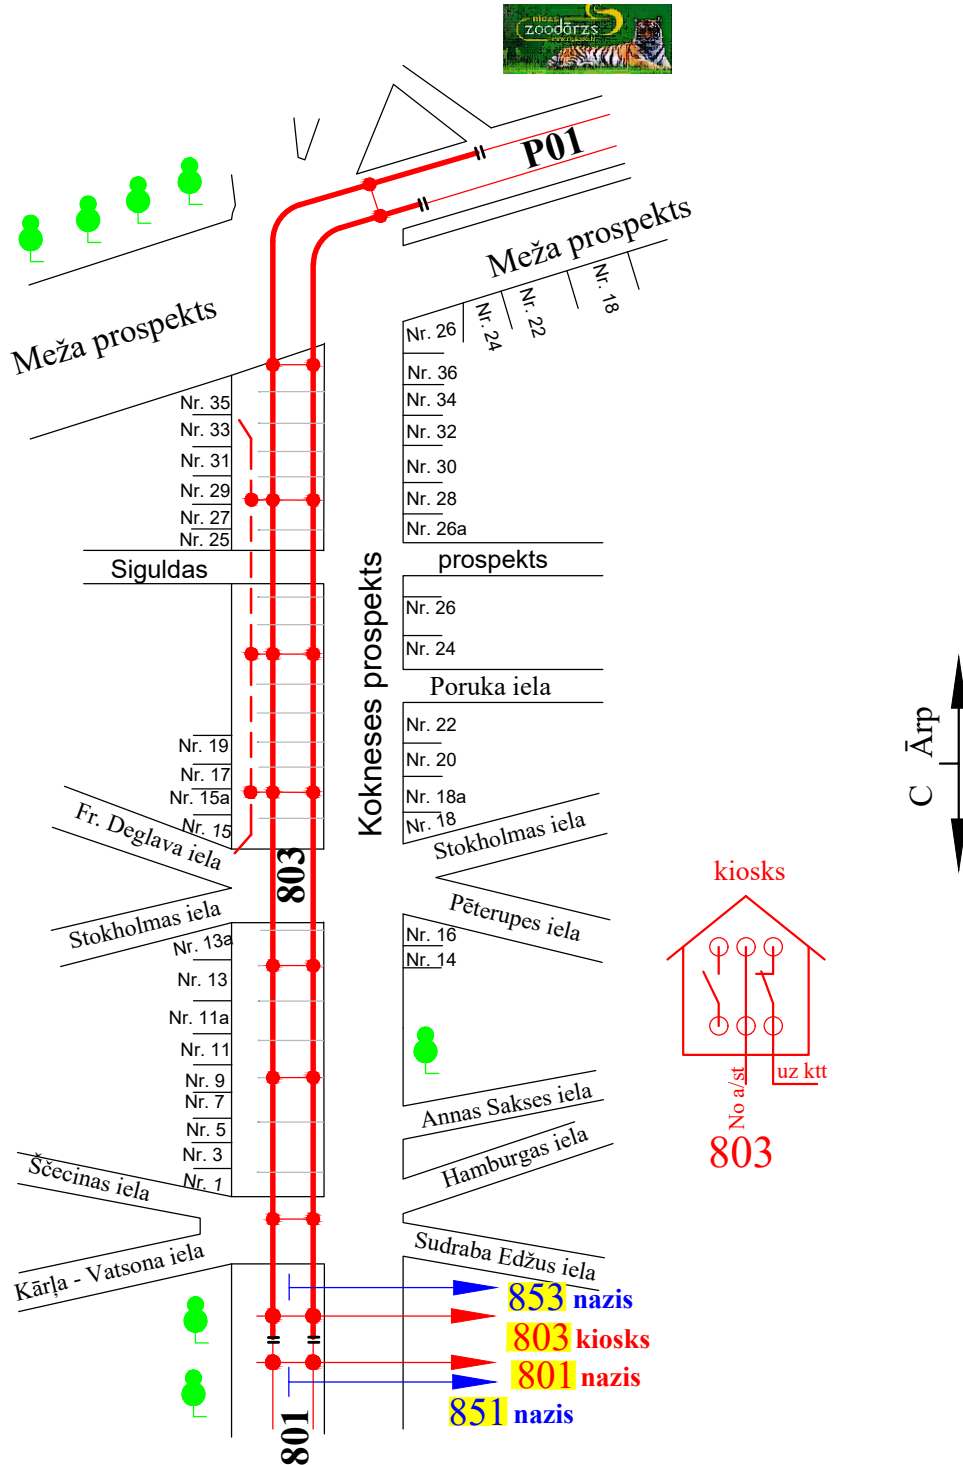 RĪGAS
zoodārzs
P01
Meža prospekts
Meža prospekts
Nr. 18
Nr. 22
Nr. 24
Nr. 26
Nr. 36
Nr. 34
Nr. 32
Nr. 30
Nr. 28
Nr. 26a
Nr. 35
Nr. 33
Nr. 31
Nr. 29
Nr. 27
Nr. 25
Siguldas
prospekts
Kokneses prospekts
Nr. 26
Nr. 24
Poruka iela
Nr. 22
Nr. 20
Nr. 18a
Nr. 18
Nr. 19
Nr. 17
Nr. 15a
Nr. 15
Fr. Deglava iela
Stokholmas iela
803
Stokholmas iela
Pēterupes iela
Nr. 16
Nr. 14
Nr. 13a
Nr. 13
Nr. 11a
Nr. 11
Nr. 9
Nr. 7
Nr. 5
Nr. 3
Nr. 1
Annas Sakses iela
Hamburgas iela
Ščecinas iela
Kārļa - Vatsona iela
Sudraba Edžus iela
853 nazis
803 kiosks
801 nazis
851 nazis
801
C Ārp
kiosks
No a/st
uz ktt
803